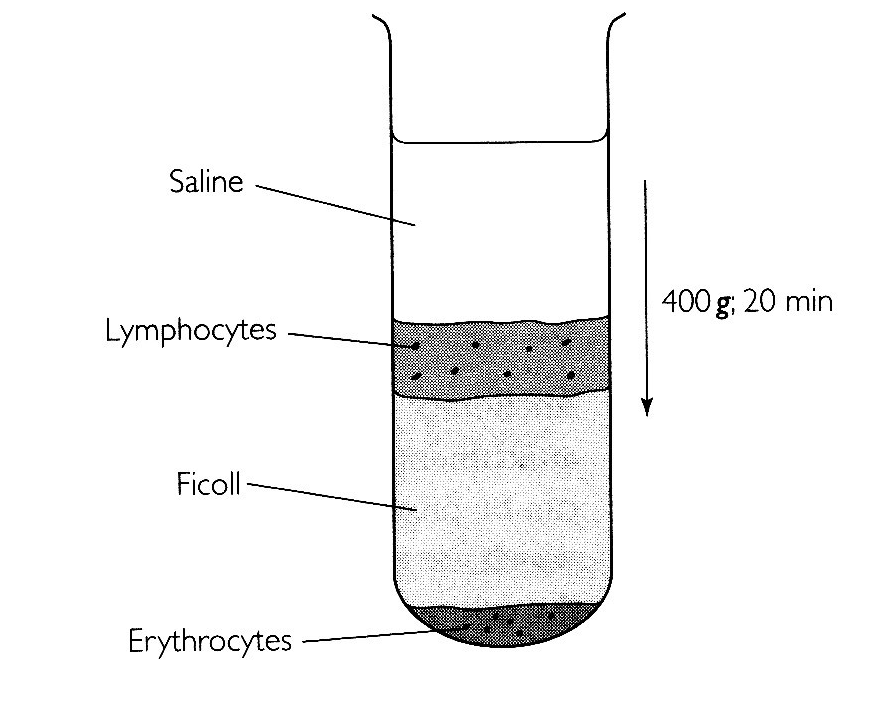 Saline
Lymphocytes
400 g; 20 min
Ficoll
Erythrocytes